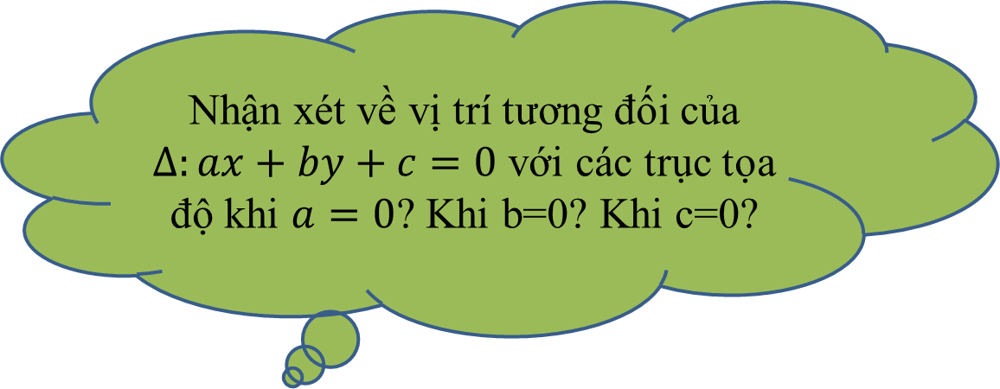 Nhận xét về vị trí tương đối của
Δ: 𝑎𝑥 + 𝑏𝑦 + 𝑐 = 0 với các trục tọa
độ khi 𝑎 = 0? Khi b=0? Khi c=0?